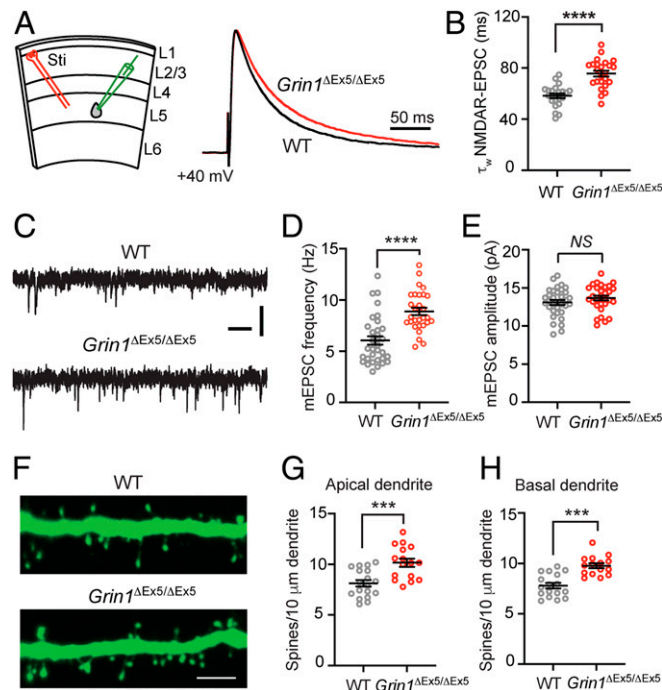 A
Sti
L1
L2/3
L4
L5
L6
+40 mV
Grin1ΔEx5/ΔEx5
WT
50 ms
B
τw NMDAR-EPSC (ms)
120
80
40
0
****
WT Grin1ΔEx5/ΔEx5
C
WT
Grin1ΔEx5/ΔEx5
D
mEPSC frequency (Hz)
15
10
5
0
****
WT Grin1ΔEx5/ΔEx5
E
mEPSC amplitude (pA)
20
15
10
5
0
NS
WT Grin1ΔEx5/ΔEx5
F
WT
Grin1ΔEx5/ΔEx5
G
Apical dendrite
Spines/10 μm dendrite
15
10
5
0
***
WT Grin1ΔEx5/ΔEx5
H
Basal dendrite
Spines/10 μm dendrite
15
10
5
0
***
WT Grin1ΔEx5/ΔEx5